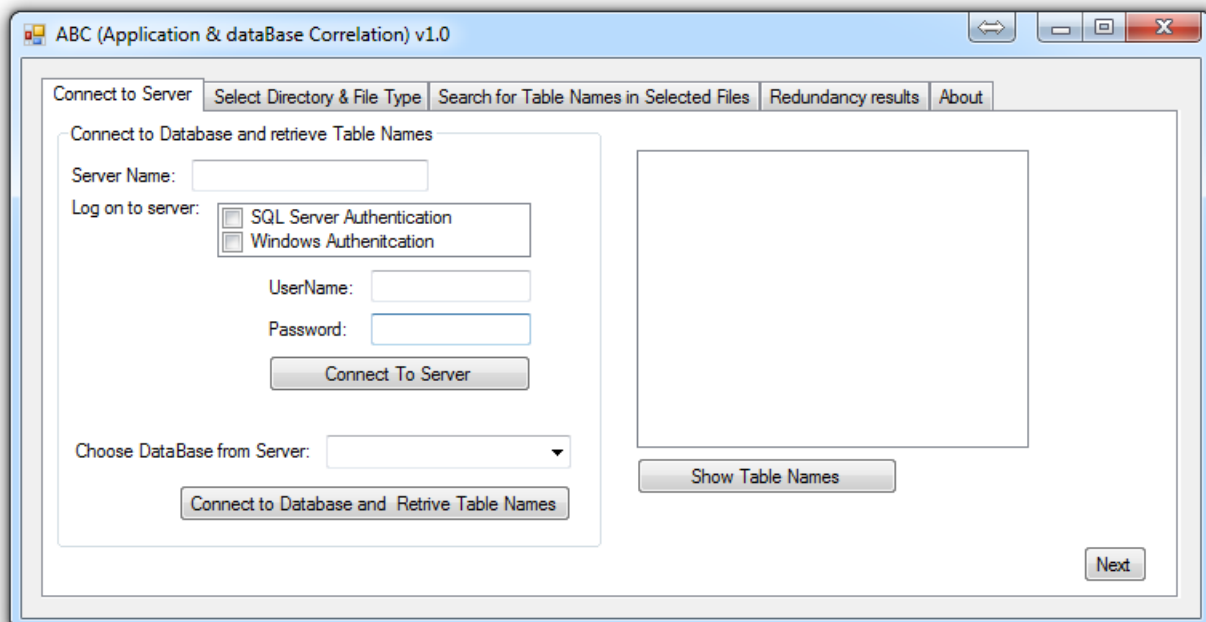 ABC (Application & dataBase Correlation) v1.0
Connect to Server Select Directory & File Type Search for Table Names in Selected Files Redundancy results About
Connect to Database and retrieve Table Names
Server Name:
Log on to server:
SQL Server Authentication
Windows Authenitcation
UserName:
Password:
Connect To Server
Choose DataBase from Server:
Connect to Database and Retrive Table Names
Show Table Names
Next